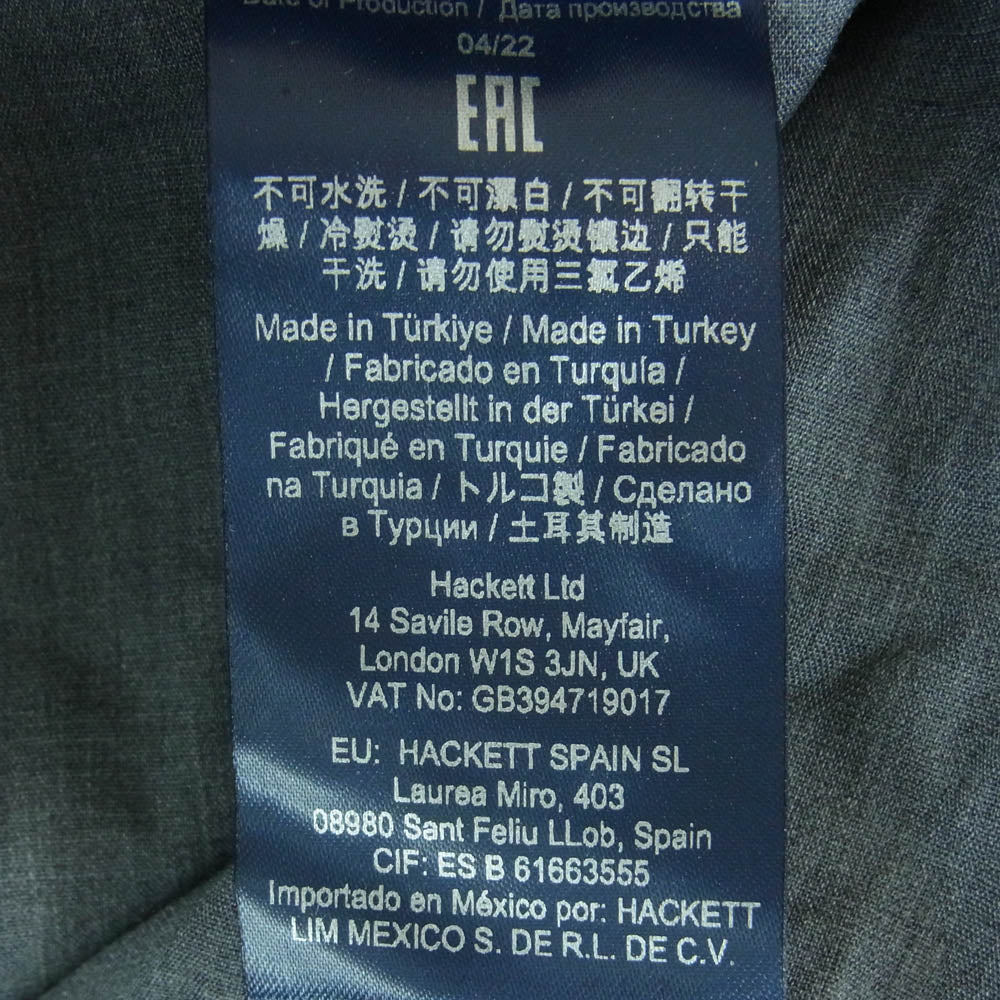 Date of Production / Дата производства
04/22
EAC
不可水洗 / 不可漂白 / 不可翻转干
燥 / 冷熨烫 / 请勿熨烫镶边 / 只能
干洗 / 请勿使用三氯乙烯
Made in Türkiye / Made in Turkey
/ Fabricado en Turquía /
Hergestellt in der Türkei /
Fabriqué en Turquie / Fabricado
na Turquia / トルコ製 / Сделано
в Турции / 土耳其制造
Hackett Ltd
14 Savile Row, Mayfair,
London W1S 3JN, UK
VAT No: GB394719017
EU: HACKETT SPAIN SL
Laurea Miro, 403
08980 Sant Feliu LLob, Spain
CIF: ES B 61663555
Importado en México por: HACKETT
LIM MEXICO S. DE R.L. DE C.V.